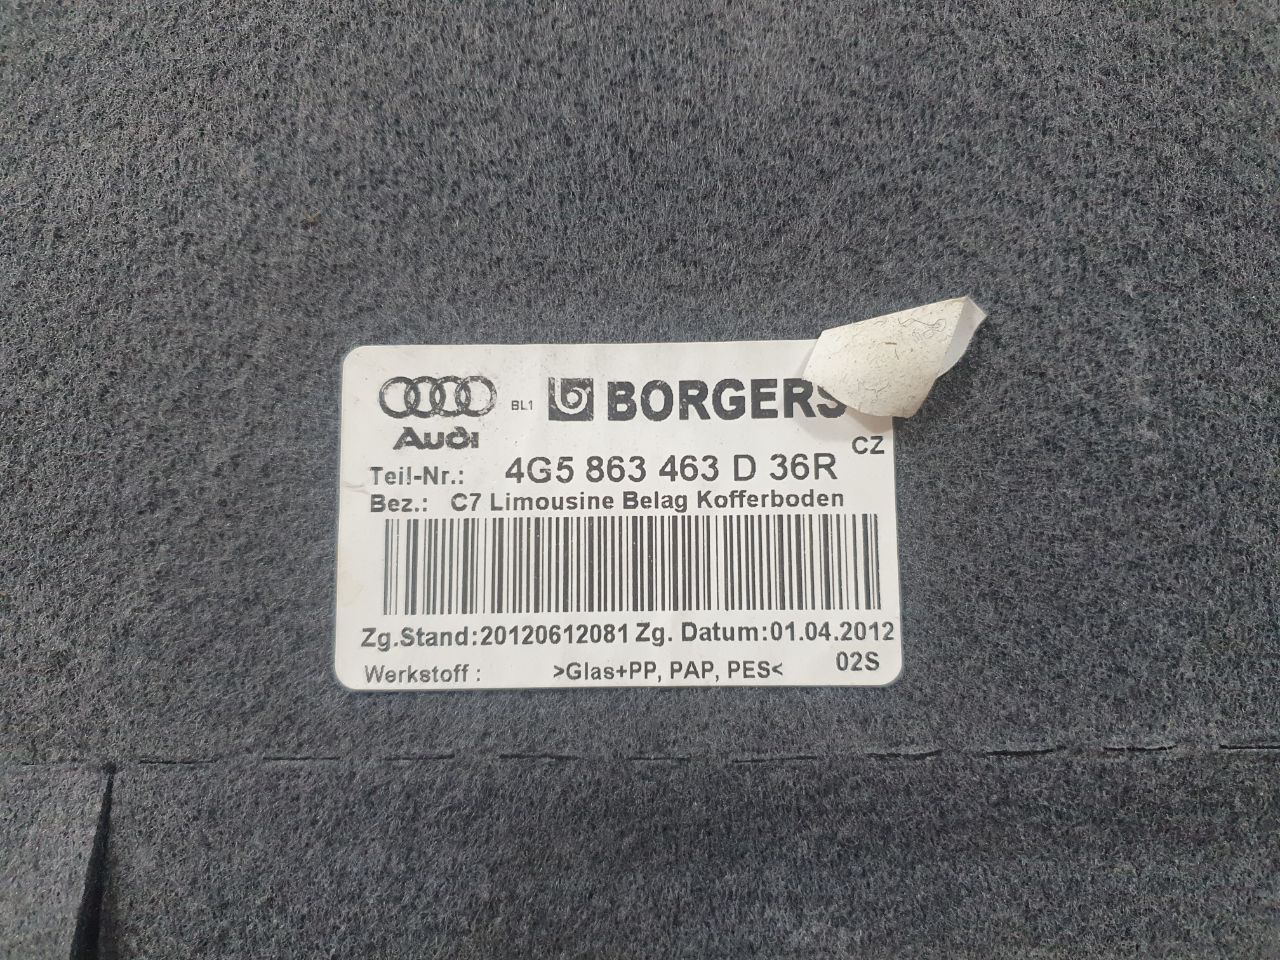 Audi
BL1
BORGERS
CZ
Teil-Nr.: 4G5 863 463 D 36R
Bez.: C7 Limousine Belag Kofferboden
Zg.Stand:20120612081 Zg. Datum:01.04.2012
Werkstoff : >Glas+PP, PAP, PES< 02S